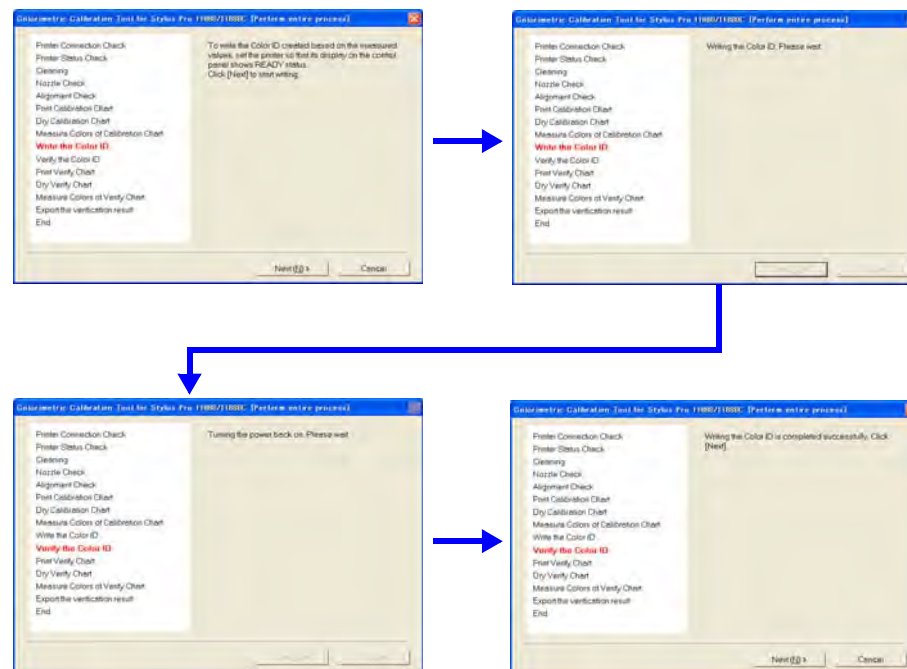 Colorimetric Calibration Tool for Stylus Pro 11880/11880C [Perform entire process]
Printer Connection Check
Printer Status Check
Cleaning
Nozzle Check
Alignment Check
Print Calibration Chart
Dry Calibration Chart
Measure Colors of Calibration Chart
Write the Color ID
Verify the Color ID
Print Verify Chart
Dry Verify Chart
Measure Colors of Verify Chart
Export the verification result
End
To write the Color ID created based on the measured
values, set the printer so that its display on the control
panel shows READY status.
Click [Next] to start writing.
Next(N) >
Cancel
Colorimetric Calibration Tool for Stylus Pro 11880/11880C [Perform entire process]
Printer Connection Check
Printer Status Check
Cleaning
Nozzle Check
Alignment Check
Print Calibration Chart
Dry Calibration Chart
Measure Colors of Calibration Chart
Write the Color ID
Verify the Color ID
Print Verify Chart
Dry Verify Chart
Measure Colors of Verify Chart
Export the verification result
End
Writing the Color ID. Please wait.
Colorimetric Calibration Tool for Stylus Pro 11880/11880C [Perform entire process]
Printer Connection Check
Printer Status Check
Cleaning
Nozzle Check
Alignment Check
Print Calibration Chart
Dry Calibration Chart
Measure Colors of Calibration Chart
Write the Color ID
Verify the Color ID
Print Verify Chart
Dry Verify Chart
Measure Colors of Verify Chart
Export the verification result
End
Turning the power back on. Please wait.
Colorimetric Calibration Tool for Stylus Pro 11880/11880C [Perform entire process]
Printer Connection Check
Printer Status Check
Cleaning
Nozzle Check
Alignment Check
Print Calibration Chart
Dry Calibration Chart
Measure Colors of Calibration Chart
Write the Color ID
Verify the Color ID
Print Verify Chart
Dry Verify Chart
Measure Colors of Verify Chart
Export the verification result
End
Writing the Color ID is completed successfully. Click
[Next].
Next(N) >
Cancel